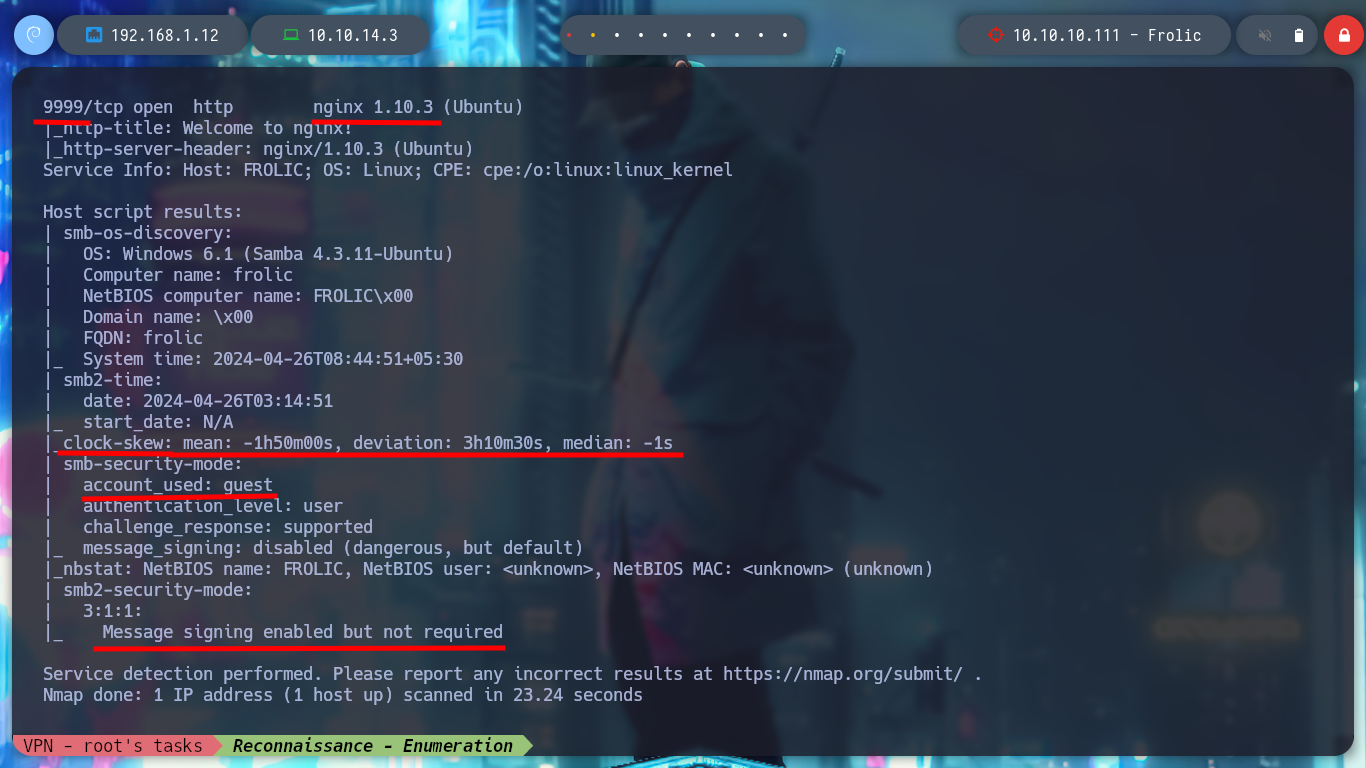 192.168.1.12 10.10.14.3 10.10.10.111 - Frolic
9999/tcp open  http        nginx 1.10.3 (Ubuntu)
|_http-title: Welcome to nginx!
|_http-server-header: nginx/1.10.3 (Ubuntu)
Service Info: Host: FROLIC; OS: Linux; CPE: cpe:/o:linux:linux_kernel
Host script results:
| smb-os-discovery:
|   OS: Windows 6.1 (Samba 4.3.11-Ubuntu)
|   Computer name: frolic
|   NetBIOS computer name: FROLIC\x00
|   Domain name: \x00
|   FQDN: frolic
|_  System time: 2024-04-26T08:44:51+05:30
| smb2-time:
|   date: 2024-04-26T03:14:51
|_  start_date: N/A
|_clock-skew: mean: -1h50m00s, deviation: 3h10m30s, median: -1s
| smb-security-mode:
|   account_used: guest
|   authentication_level: user
|   challenge_response: supported
|_  message_signing: disabled (dangerous, but default)
|_nbstat: NetBIOS name: FROLIC, NetBIOS user: <unknown>, NetBIOS MAC: <unknown> (unknown)
| smb2-security-mode:
|   3:1:1:
|_    Message signing enabled but not required
Service detection performed. Please report any incorrect results at https://nmap.org/submit/ .
Nmap done: 1 IP address (1 host up) scanned in 23.24 seconds
VPN - root's tasks Reconnaissance - Enumeration